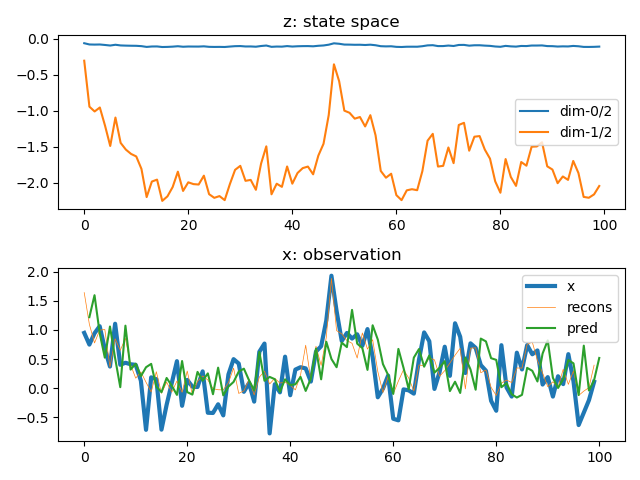 z: state space
0.0
−0.5
−1.0
−1.5
−2.0
dim-0/2
dim-1/2
0 20 40 60 80 100
x: observation
2.0
1.5
1.0
0.5
0.0
−0.5
x
recons
pred
0 20 40 60 80 100